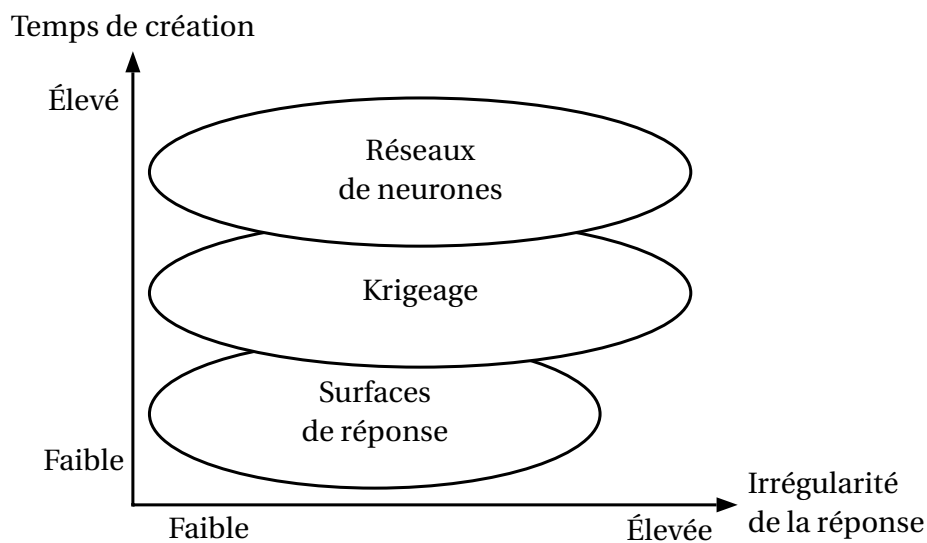 Temps de création
Élevé
Réseaux
de neurones
Krigeage
Surfaces
de réponse
Faible
Faible
Élevée
Irrégularité
de la réponse